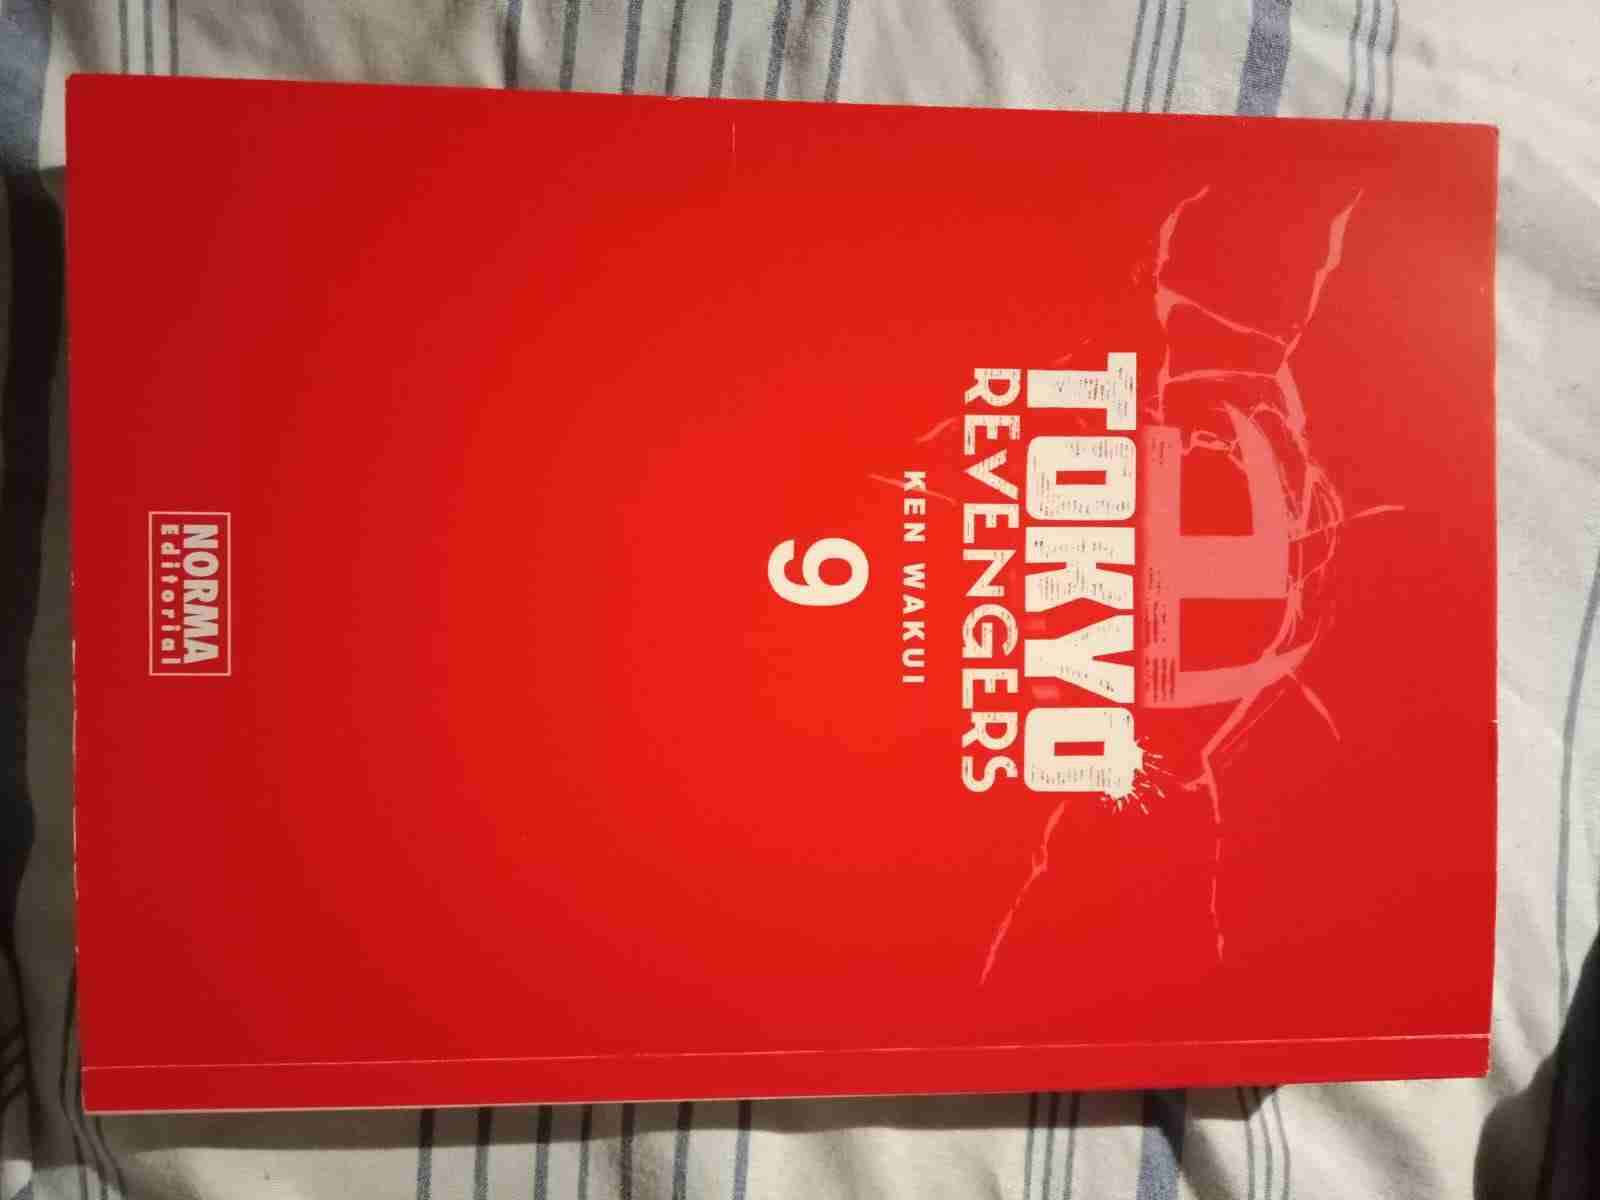 TOKYO
REVENGERS
KEN WAKUI
9
NORMA
Editorial